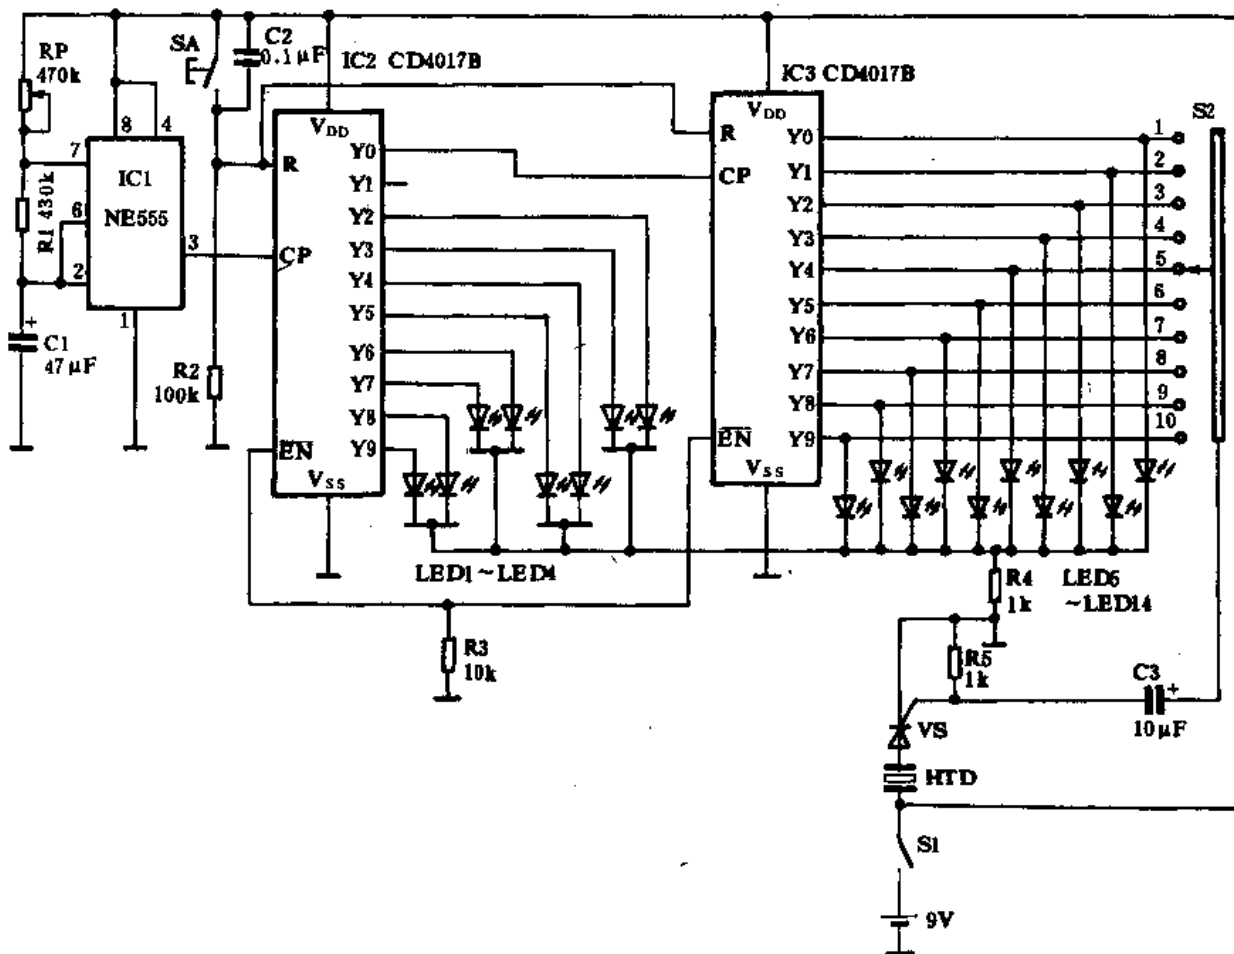 RP
470k
SA
C2
0.1μF
IC2 CD4017B
IC3 CD4017B
S2
8
4
7
IC1
NE555
6
2
3
1
R1 430k
C1
47μF
+
R2
100k
VDD
R
CP
EN
VSS
Y0
Y1
Y2
Y3
Y4
Y5
Y6
Y7
Y8
Y9
VDD
R
CP
EN
VSS
Y0
Y1
Y2
Y3
Y4
Y5
Y6
Y7
Y8
Y9
1
2
3
4
5
6
7
8
9
10
LED1~LED4
R3
10k
R4
1k
LED5
~LED14
R5
1k
C3
+
10μF
VS
HTD
S1
9V